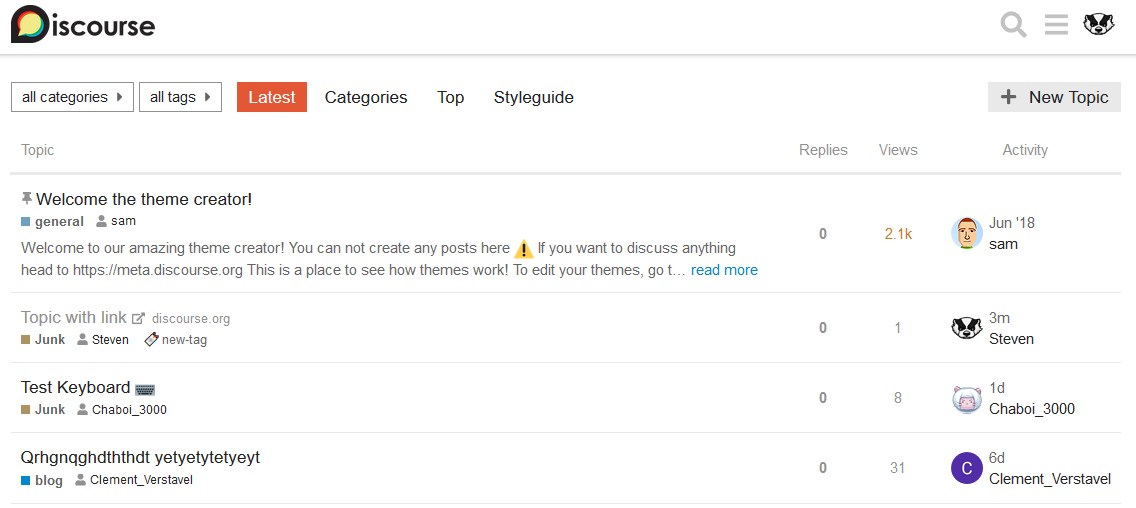 Discourse
all categories all tags Latest Categories Top Styleguide + New Topic
Topic Replies Views Activity
Welcome the theme creator!
general sam
Welcome to our amazing theme creator! You can not create any posts here ⚠ If you want to discuss anything
head to https://meta.discourse.org This is a place to see how themes work! To edit your themes, go t… read more
0 2.1k Jun '18
sam
Topic with link discourse.org
Junk Steven new-tag
0 1 3m
Steven
Test Keyboard
Junk Chaboi_3000
0 8 1d
Chaboi_3000
Qrhgnqghdththdt yetyetytetyeyt
blog Clement_Verstavel
0 31 C 6d
Clement_Verstavel